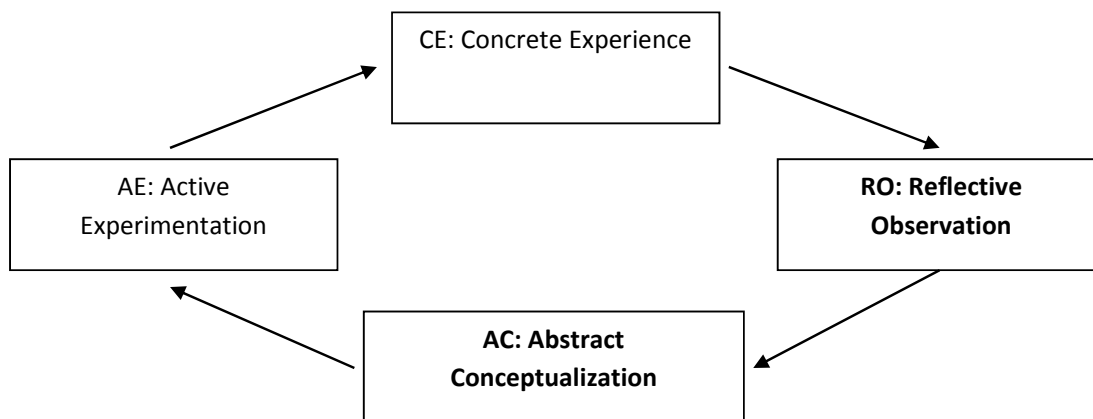 CE: Concrete Experience
AE: Active
Experimentation
RO: Reflective
Observation
AC: Abstract
Conceptualization